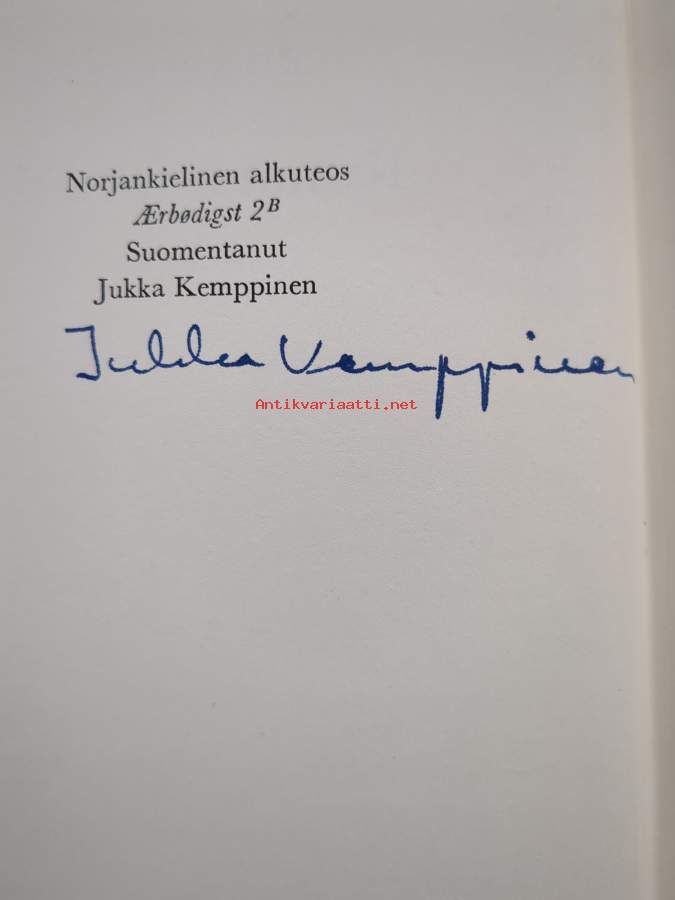 Norjankielinen alkuteos
Ærbødigst 2B
Suomentanut
Jukka Kemppinen
Jukka Kemppinen
Antikvariaatti.net